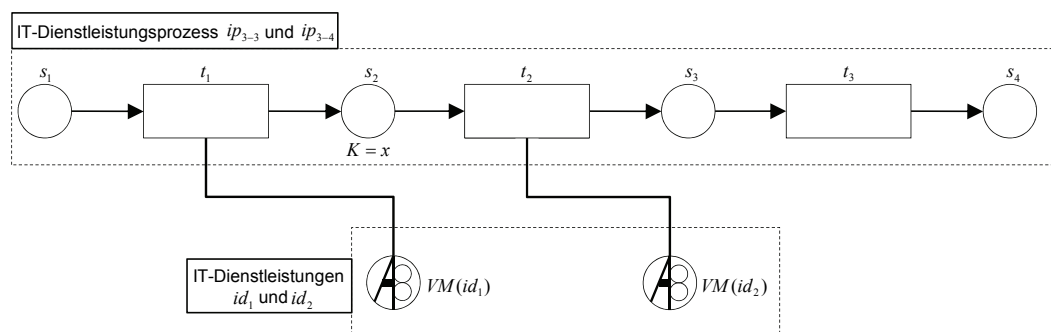 IT-Dienstleistungsprozess ip₃₋₃ und ip₃₋₄
s₁ t₁ s₂ t₂ s₃ t₃ s₄
K = x
IT-Dienstleistungen
id₁ und id₂
VM(id₁) VM(id₂)